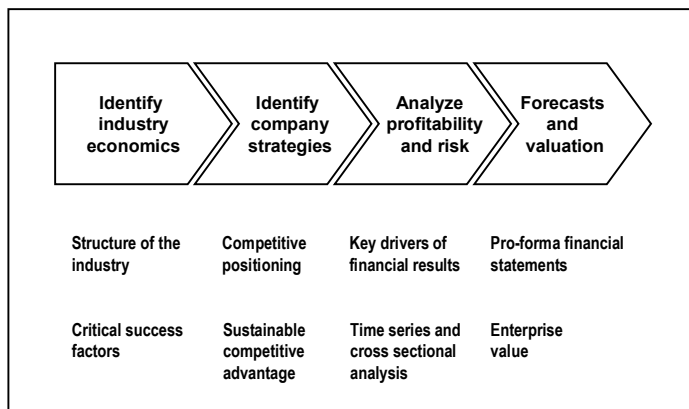 Identify
industry
economics
Identify
company
strategies
Analyze
profitability
and risk
Forecasts
and
valuation
Structure of the
industry
Competitive
positioning
Key drivers of
financial results
Pro-forma financial
statements
Critical success
factors
Sustainable
competitive
advantage
Time series and
cross sectional
analysis
Enterprise
value